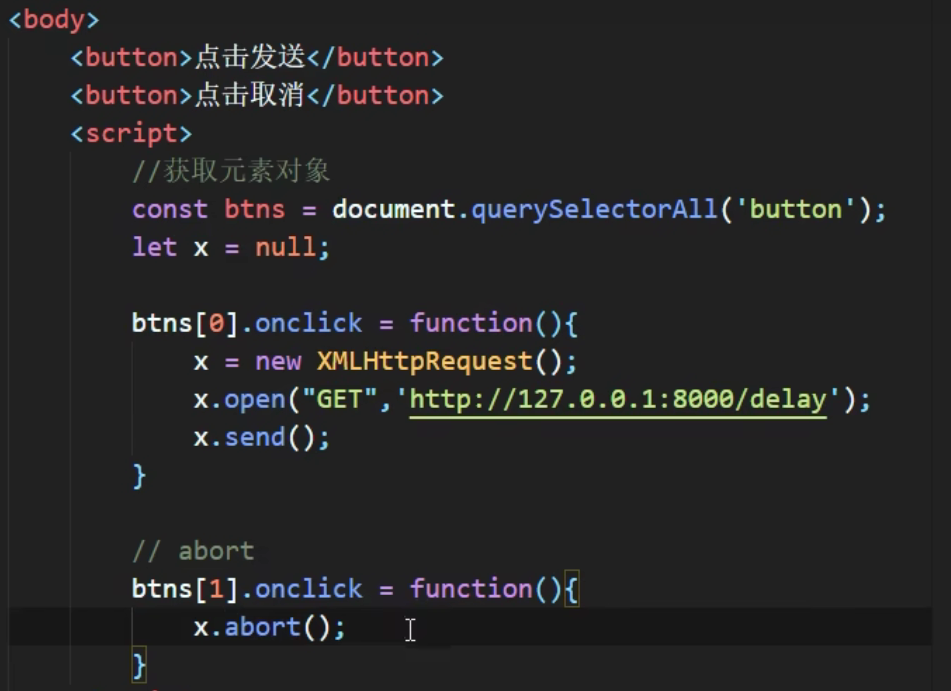 <body>
<button>点击发送</button>
<button>点击取消</button>
<script>
//获取元素对象
const btns = document.querySelectorAll('button');
let x = null;
btns[0].onclick = function(){
x = new XMLHttpRequest();
x.open("GET",'http://127.0.0.1:8000/delay');
x.send();
}
// abort
btns[1].onclick = function(){
x.abort();
}